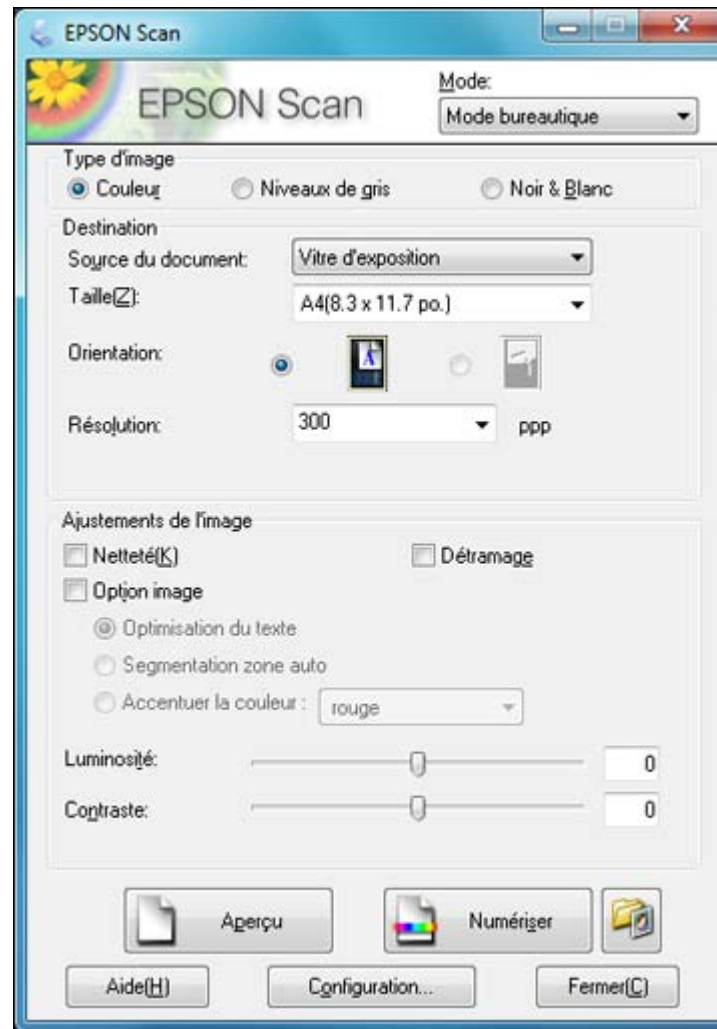 EPSON Scan
EPSON Scan
Mode:
Mode bureautique
Type d'image
Couleur
Niveaux de gris
Noir & Blanc
Destination
Source du document:
Vitre d'exposition
Taille(Z):
A4(8.3 x 11.7 po.)
Orientation:
A
Résolution:
300
ppp
Ajustements de l'image
Netteté(K)
Détramage
Option image
Optimisation du texte
Segmentation zone auto
Accentuer la couleur :
rouge
Luminosité:
0
Contraste:
0
Aperçu
Numériser
Aide(H)
Configuration...
Fermer(C)